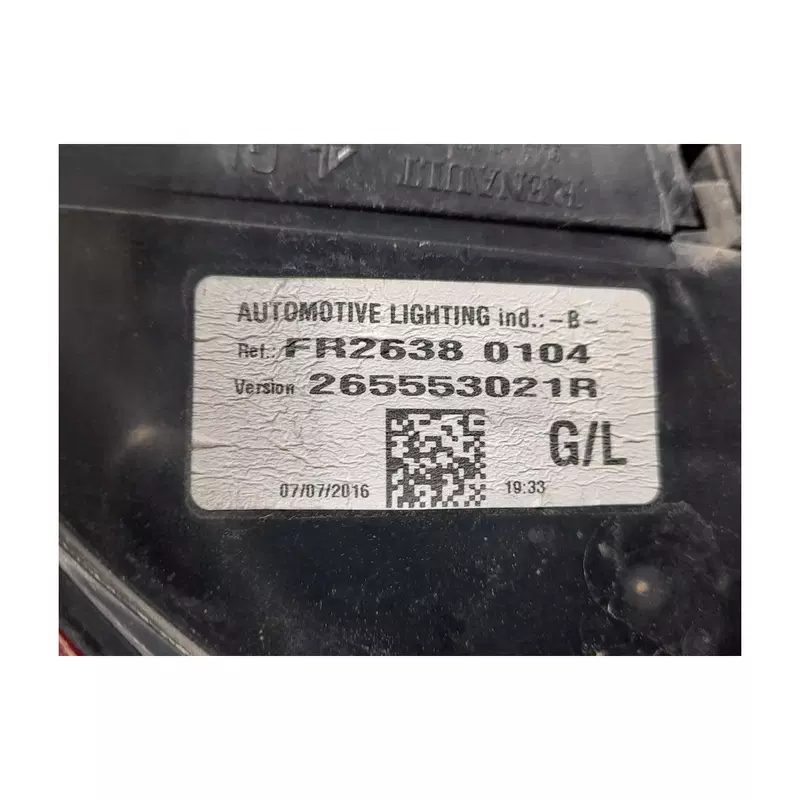 RENAULT
AUTOMOTIVE LIGHTING ind.: -B-
Ref.: FR2638 0104
Version 265553021R
G/L
07/07/2016 19:33